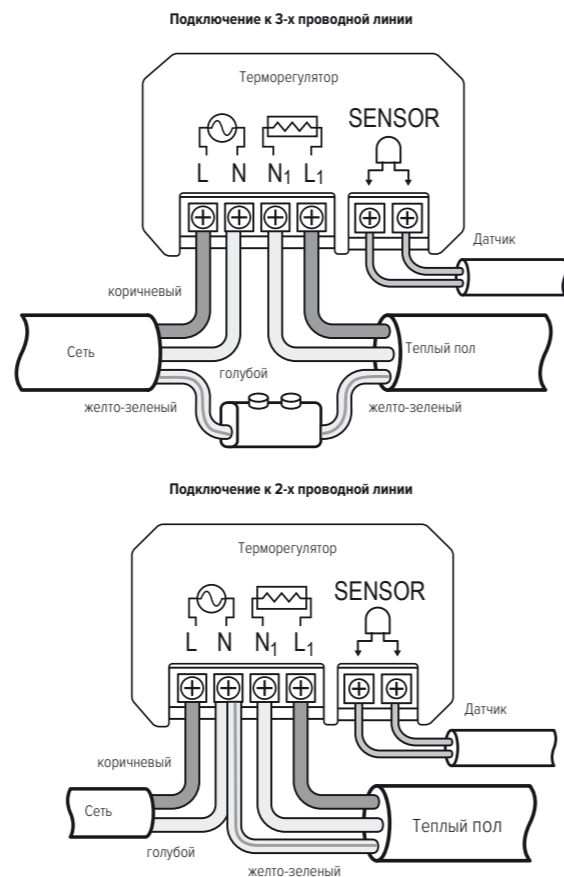 Подключение к 3-х проводной линии
Терморегулятор
SENSOR
L N N1 L1
Датчик
коричневый
Сеть
Теплый пол
голубой
желто-зеленый
желто-зеленый
Подключение к 2-х проводной линии
Терморегулятор
SENSOR
L N N1 L1
Датчик
коричневый
Сеть
Теплый пол
голубой
желто-зеленый